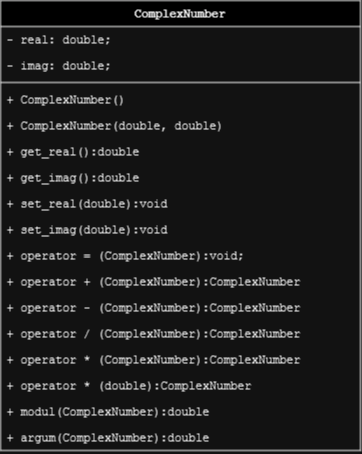 ComplexNumber
- real: double;
- imag: double;
+ ComplexNumber()
+ ComplexNumber(double, double)
+ get_real():double
+ get_imag():double
+ set_real(double):void
+ set_imag(double):void
+ operator = (ComplexNumber):void;
+ operator + (ComplexNumber):ComplexNumber
+ operator - (ComplexNumber):ComplexNumber
+ operator / (ComplexNumber):ComplexNumber
+ operator * (ComplexNumber):ComplexNumber
+ operator * (double):ComplexNumber
+ modul(ComplexNumber):double
+ argum(ComplexNumber):double